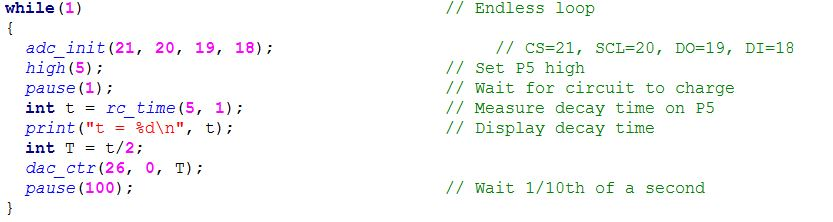 while(1) // Endless loop
{
adc_init(21, 20, 19, 18); // CS=21, SCL=20, DO=19, DI=18
high(5); // Set P5 high
pause(1); // Wait for circuit to charge
int t = rc_time(5, 1); // Measure decay time on P5
print("t = %d\n", t); // Display decay time
int T = t/2;
dac_ctr(26, 0, T);
pause(100); // Wait 1/10th of a second
}